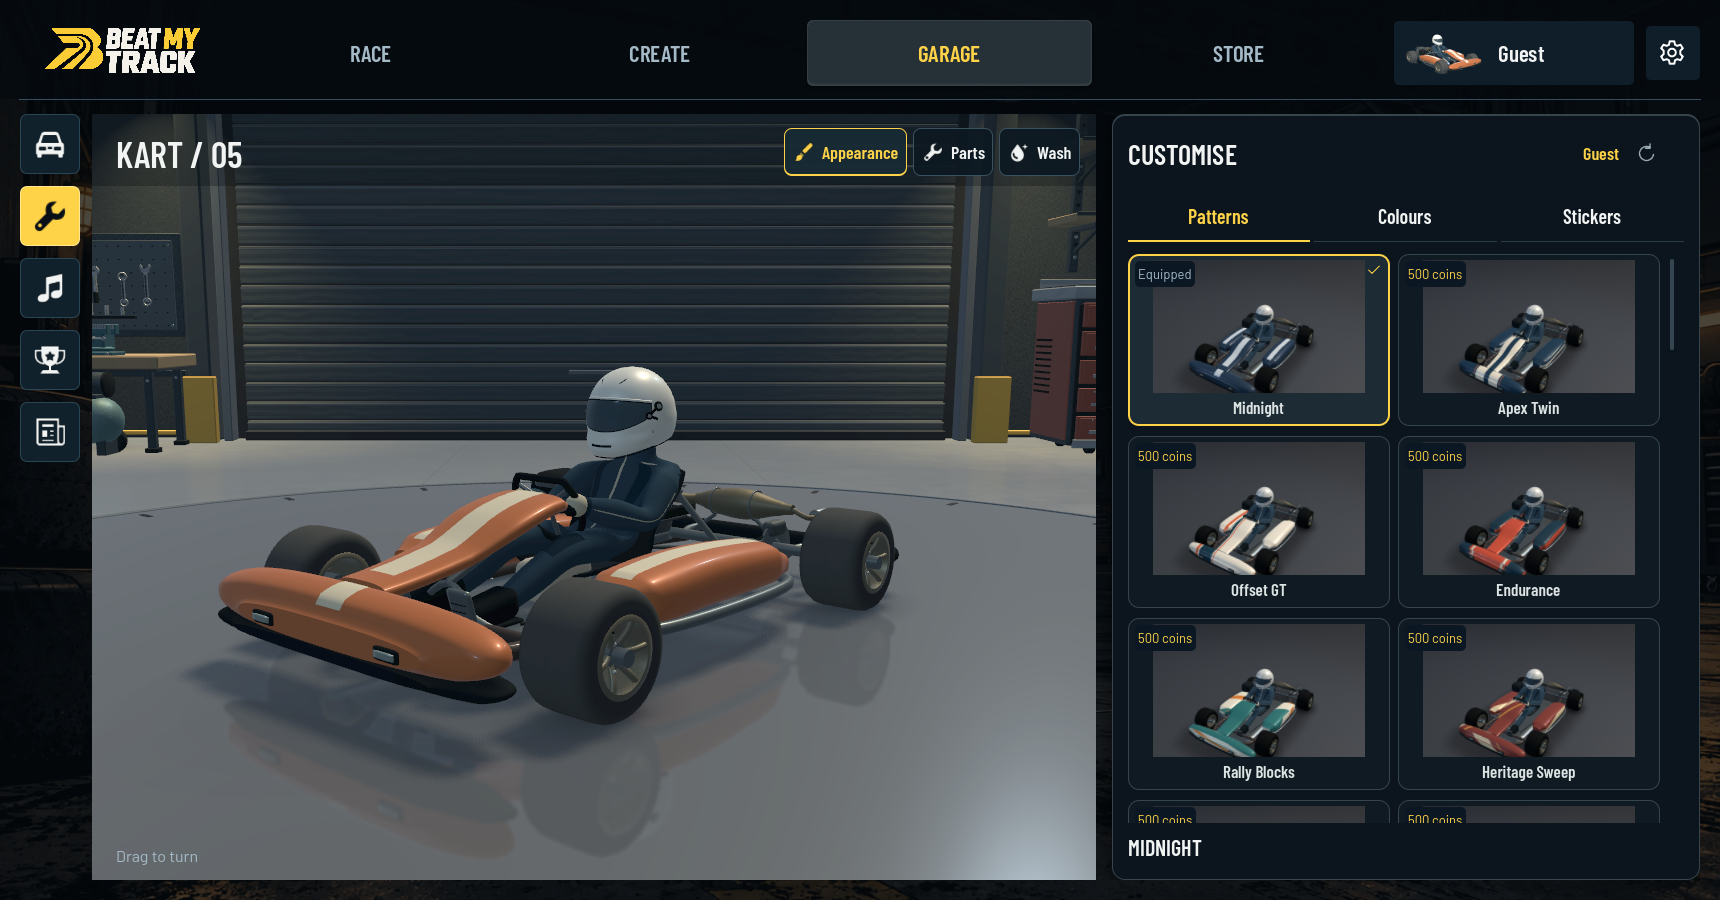 BEAT MY
TRACK
RACE
CREATE
GARAGE
STORE
Guest
KART / 05
Appearance
Parts
Wash
CUSTOMISE
Guest
Patterns
Colours
Stickers
Equipped
500 coins
Midnight
Apex Twin
500 coins
500 coins
Offset GT
Endurance
500 coins
500 coins
Rally Blocks
Heritage Sweep
500 coins
500 coins
MIDNIGHT
Drag to turn